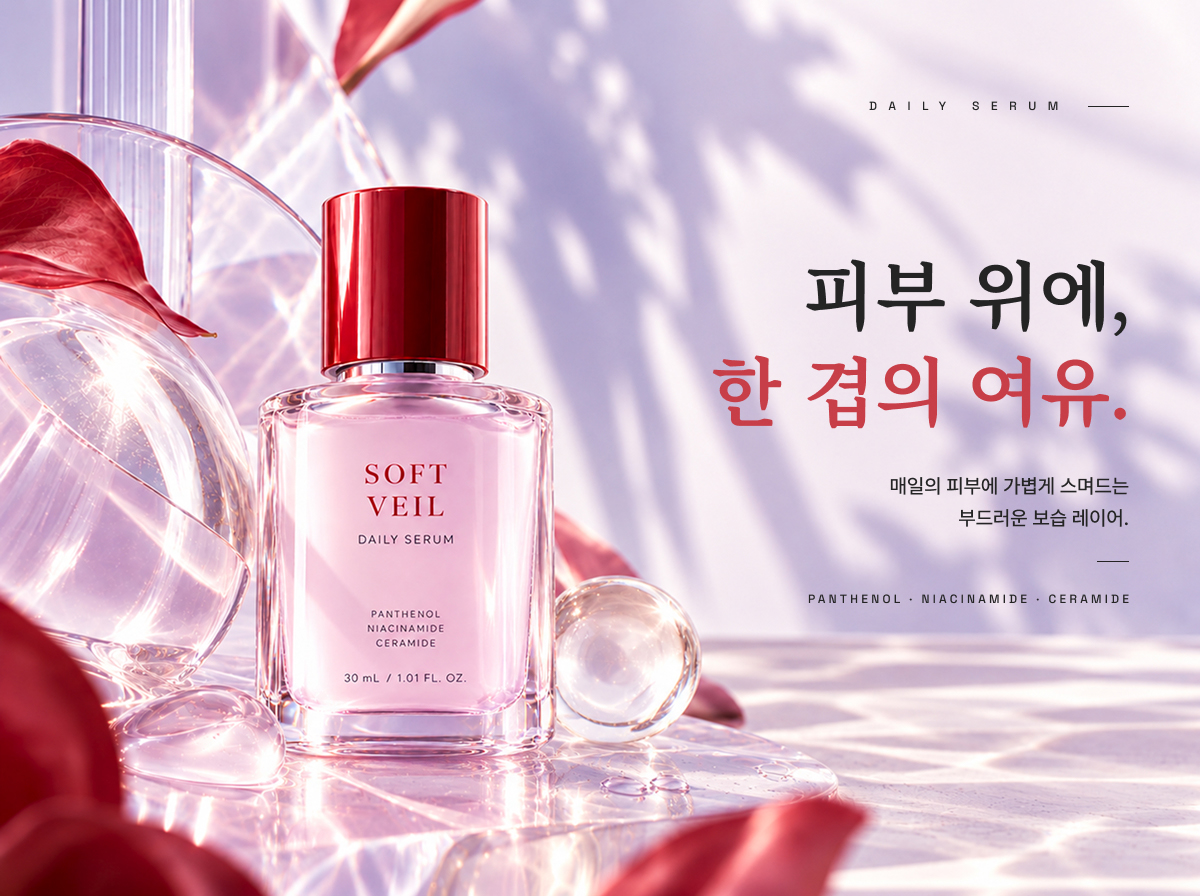 DAILY SERUM
피부 위에,
한 겹의 여유.
매일의 피부에 가볍게 스며드는
부드러운 보습 레이어.
PANTHENOL · NIACINAMIDE · CERAMIDE
SOFT
VEIL
DAILY SERUM
PANTHENOL
NIACINAMIDE
CERAMIDE
30 mL / 1.01 FL. OZ.